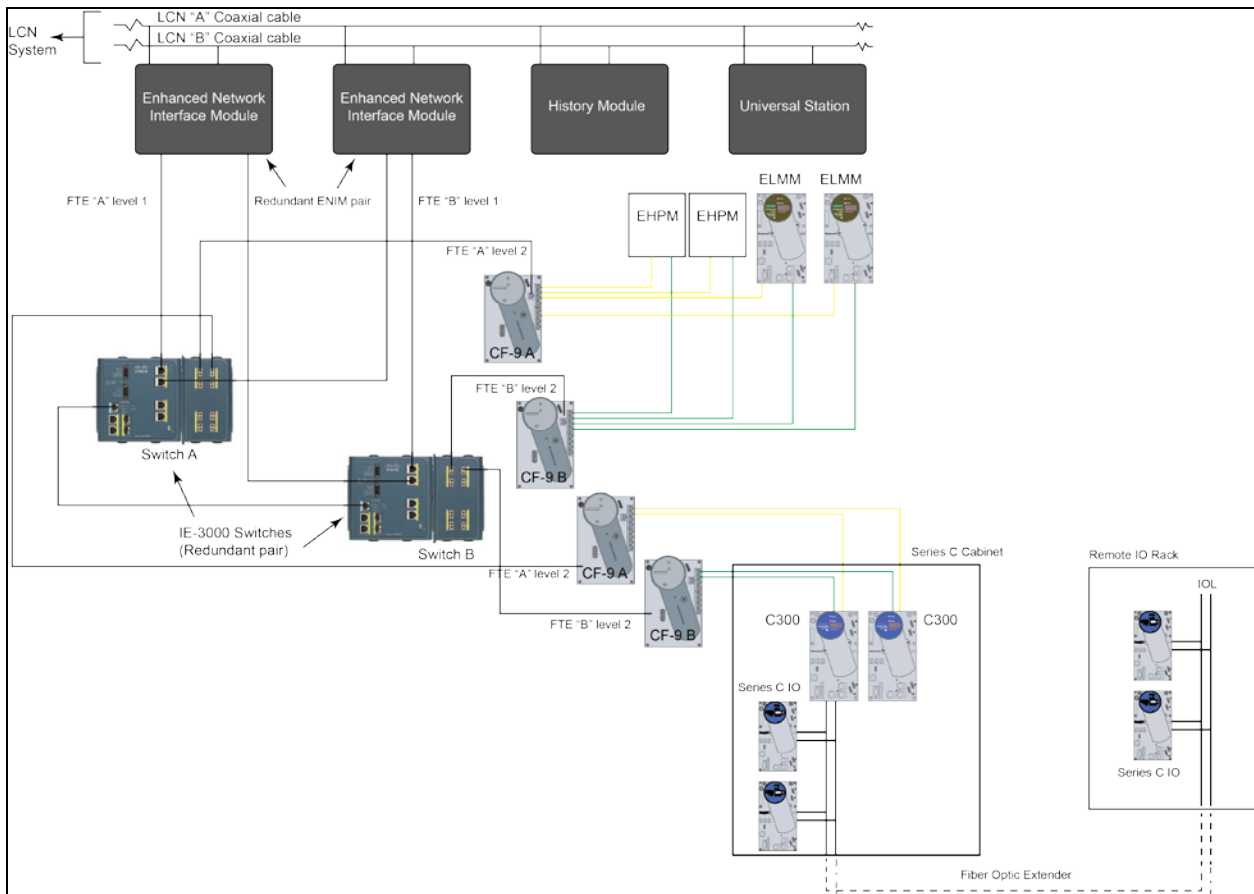 LCN "A" Coaxial cable
LCN
System
LCN "B" Coaxial cable
Enhanced Network
Interface Module
Enhanced Network
Interface Module
History Module
Universal Station
FTE "A" level 1
Redundant ENIM pair
FTE "B" level 1
ELMM
ELMM
EHPM
EHPM
FTE "A" level 2
CF-9 A
FTE "B" level 2
Switch A
CF-9 B
IE-3000 Switches
(Redundant pair)
Switch B
FTE "A" level 2
CF-9 A
Series C Cabinet
Remote IO Rack
IOL
FTE "B" level 2
CF-9 B
C300
C300
Series C IO
Series C IO
Fiber Optic Extender